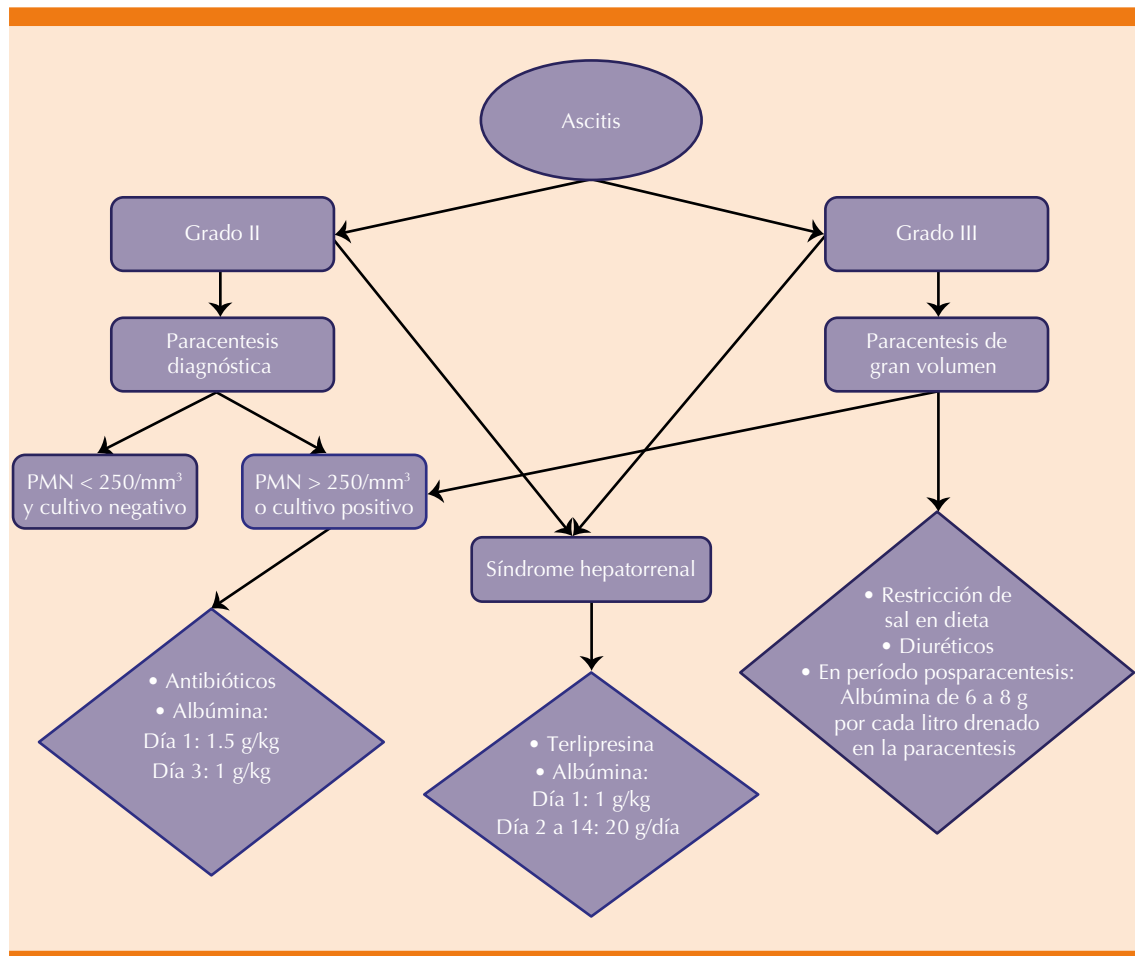 Ascitis
Grado II
Grado III
Paracentesis
diagnóstica
Paracentesis de
gran volumen
PMN < 250/mm³
y cultivo negativo
PMN > 250/mm³
o cultivo positivo
Síndrome hepatorrenal
• Antibióticos
• Albúmina:
Día 1: 1.5 g/kg
Día 3: 1 g/kg
• Terlipresina
• Albúmina:
Día 1: 1 g/kg
Día 2 a 14: 20 g/día
• Restricción de
sal en dieta
• Diuréticos
• En período posparacentesis:
Albúmina de 6 a 8 g
por cada litro drenado
en la paracentesis